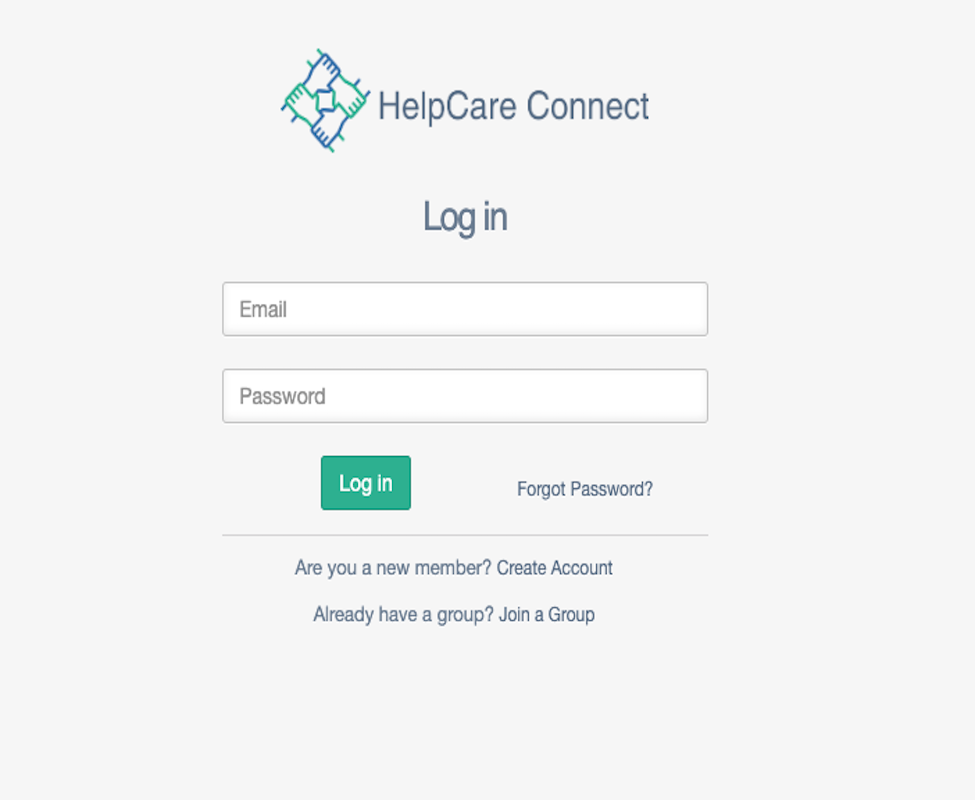 HelpCare Connect
Log in
Email
Password
Log in
Forgot Password?
Are you a new member? Create Account
Already have a group? Join a Group